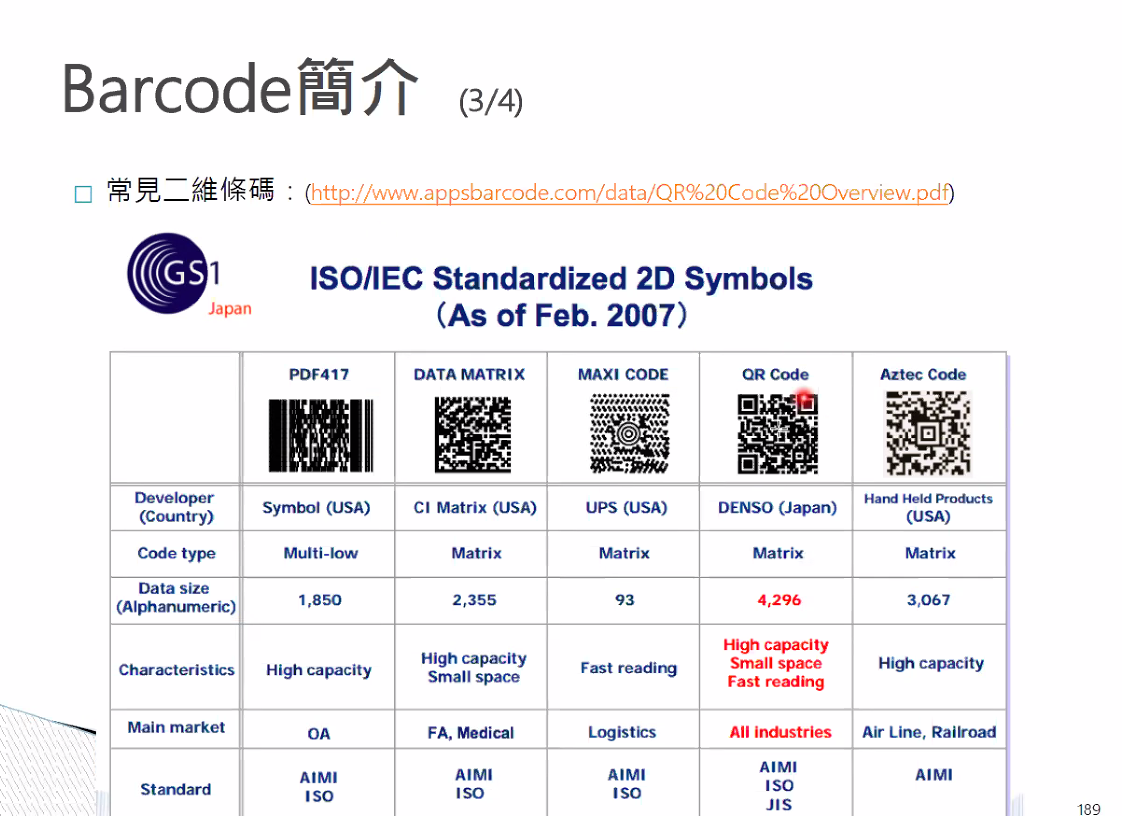 Barcode簡介 (3/4)
常見二維條碼：(http://www.appsbarcode.com/data/QR%20Code%20Overview.pdf)
GS1
Japan
ISO/IEC Standardized 2D Symbols
（As of Feb. 2007）
PDF417 DATA MATRIX MAXI CODE QR Code Aztec Code
Developer (Country) Symbol (USA) CI Matrix (USA) UPS (USA) DENSO (Japan) Hand Held Products (USA)
Code type Multi-low Matrix Matrix Matrix Matrix
Data size (Alphanumeric) 1,850 2,355 93 4,296 3,067
Characteristics High capacity High capacity Small space Fast reading High capacity Small space Fast reading High capacity
Main market OA FA, Medical Logistics All industries Air Line, Railroad
Standard AIMI ISO AIMI ISO AIMI ISO AIMI ISO JIS AIMI
189